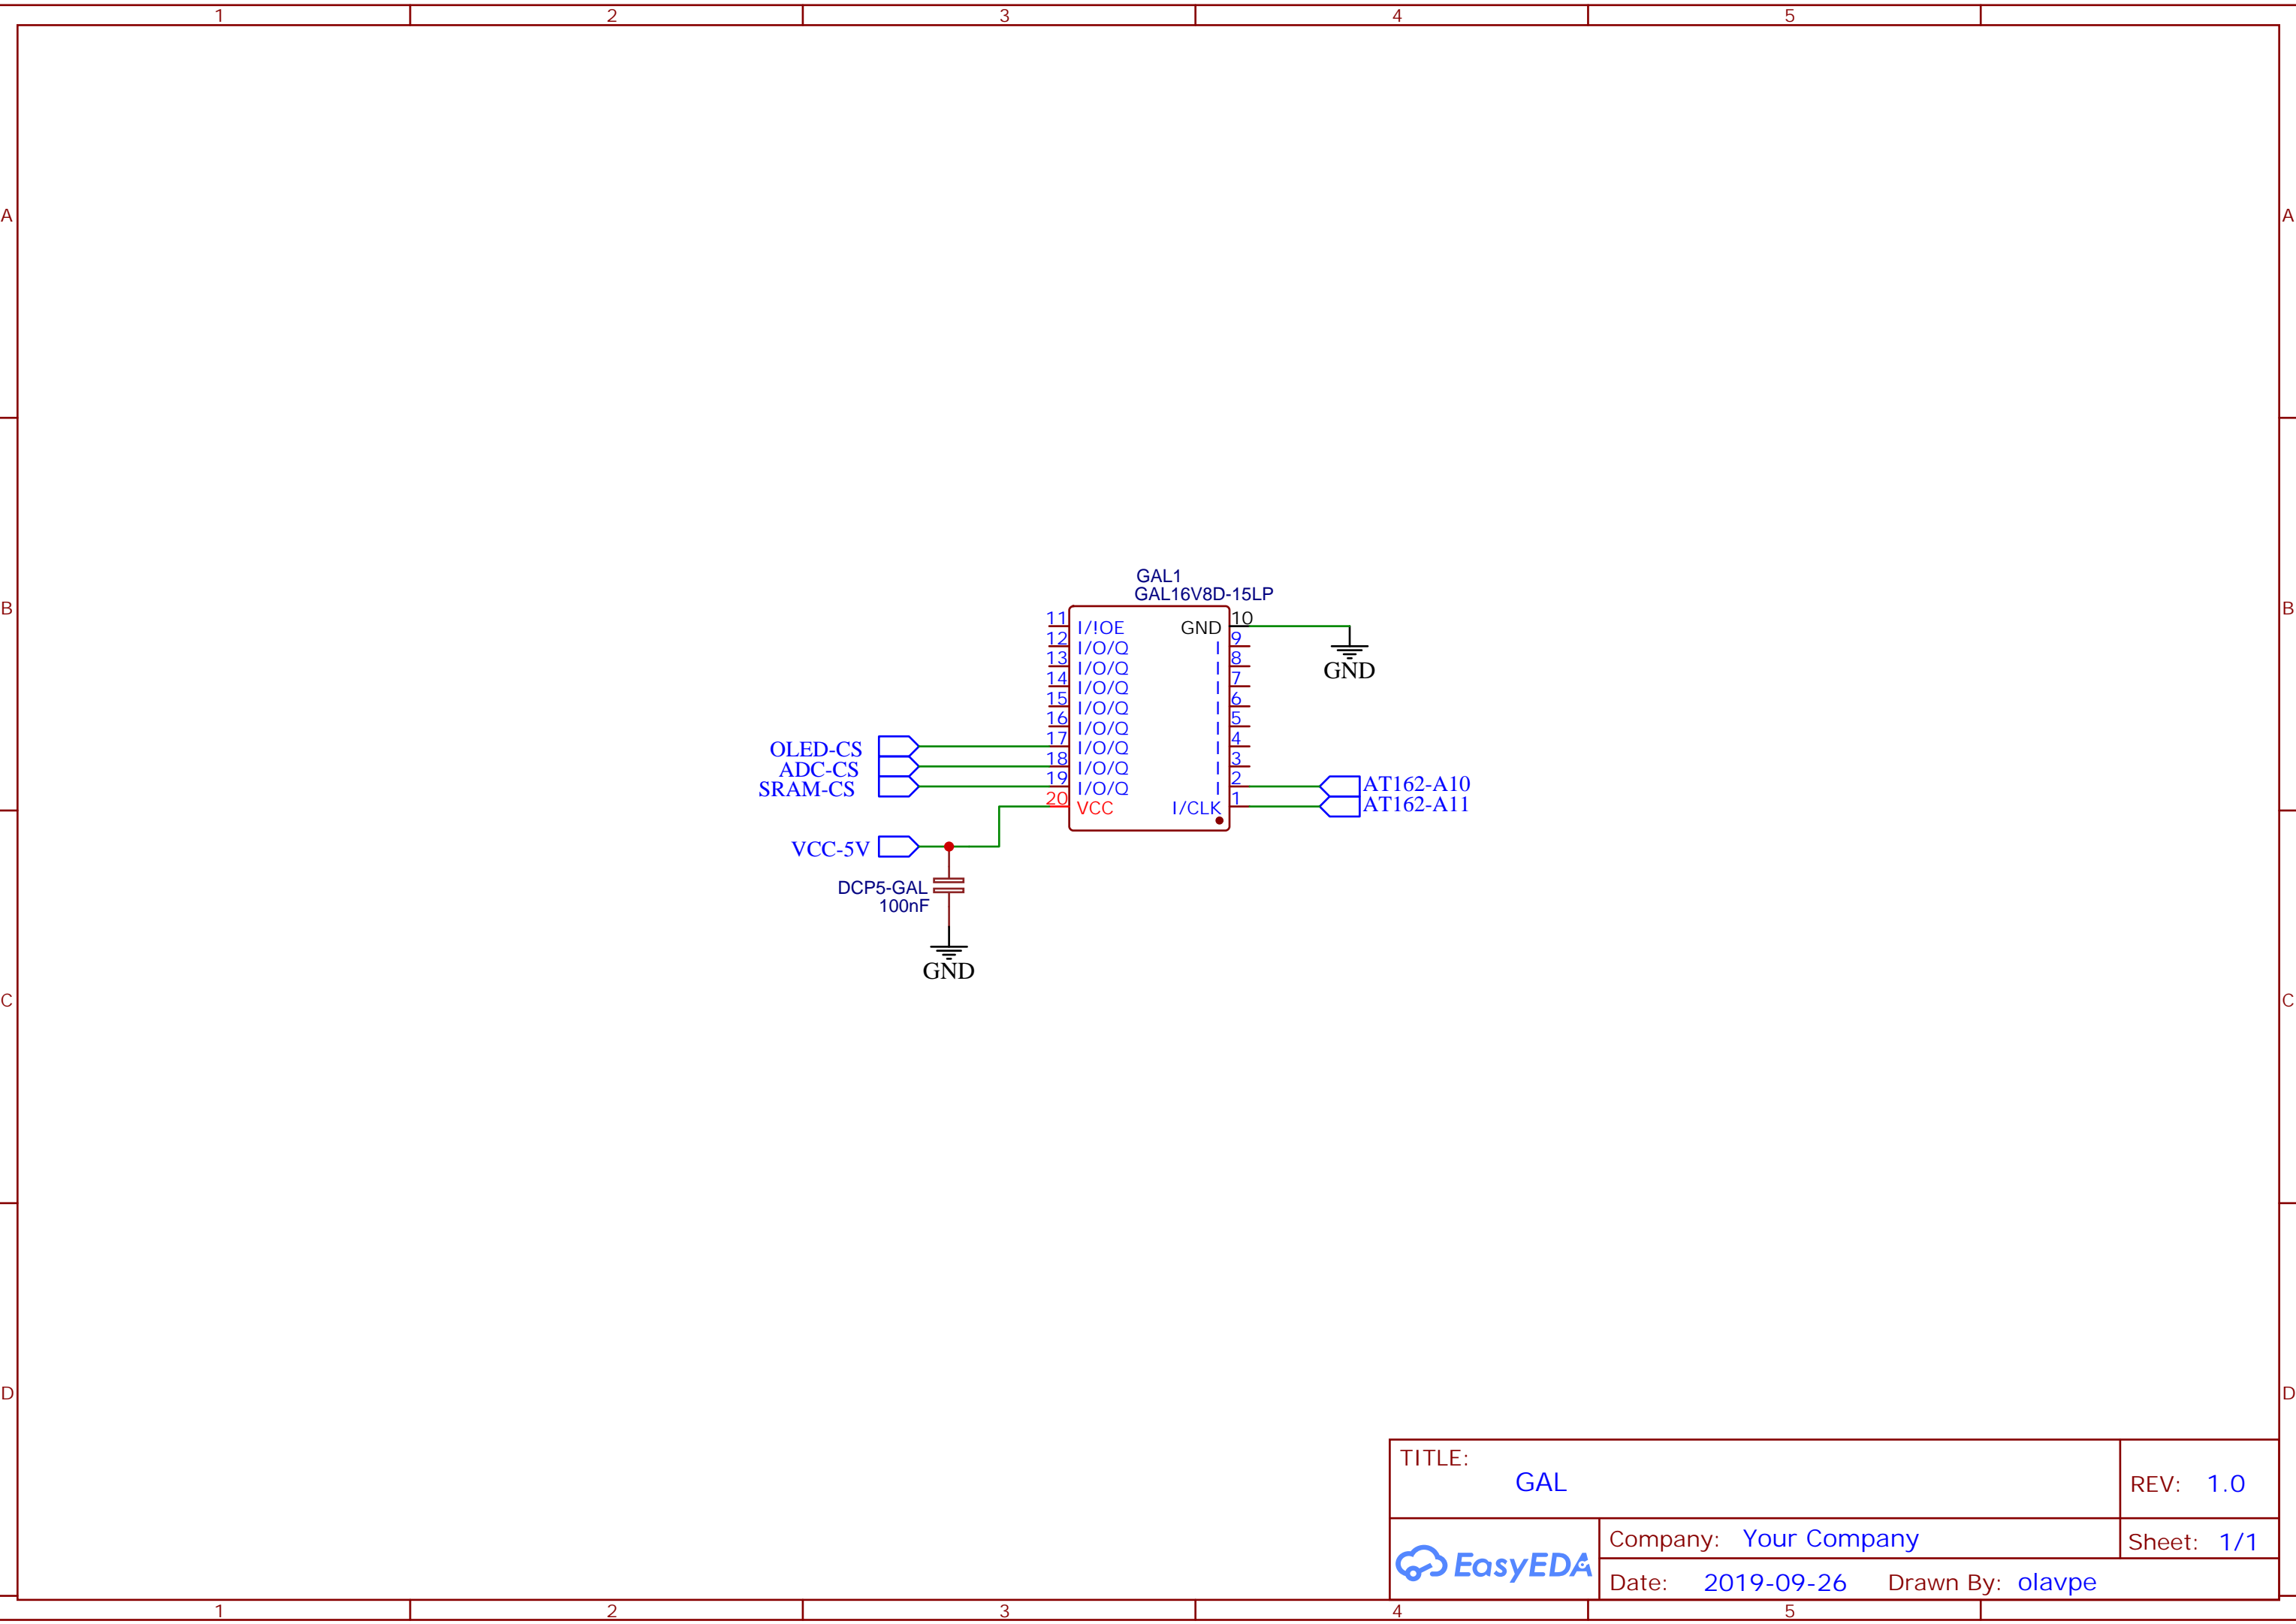 1 2 3 4 5
A A
B B
C C
D D
GAL1
GAL16V8D-15LP
11 I/!OE GND 10
12 I/O/Q I 9
13 I/O/Q I 8
14 I/O/Q I 7
15 I/O/Q I 6
16 I/O/Q I 5
OLED-CS 17 I/O/Q I 4
ADC-CS 18 I/O/Q I 3
SRAM-CS 19 I/O/Q I 2 AT162-A10
20 VCC I/CLK 1 AT162-A11
GND
VCC-5V
DCP5-GAL
100nF
GND
TITLE:
GAL
REV: 1.0
EasyEDA
Company: Your Company
Sheet: 1/1
Date: 2019-09-26 Drawn By: olavpe
1 2 3 4 5